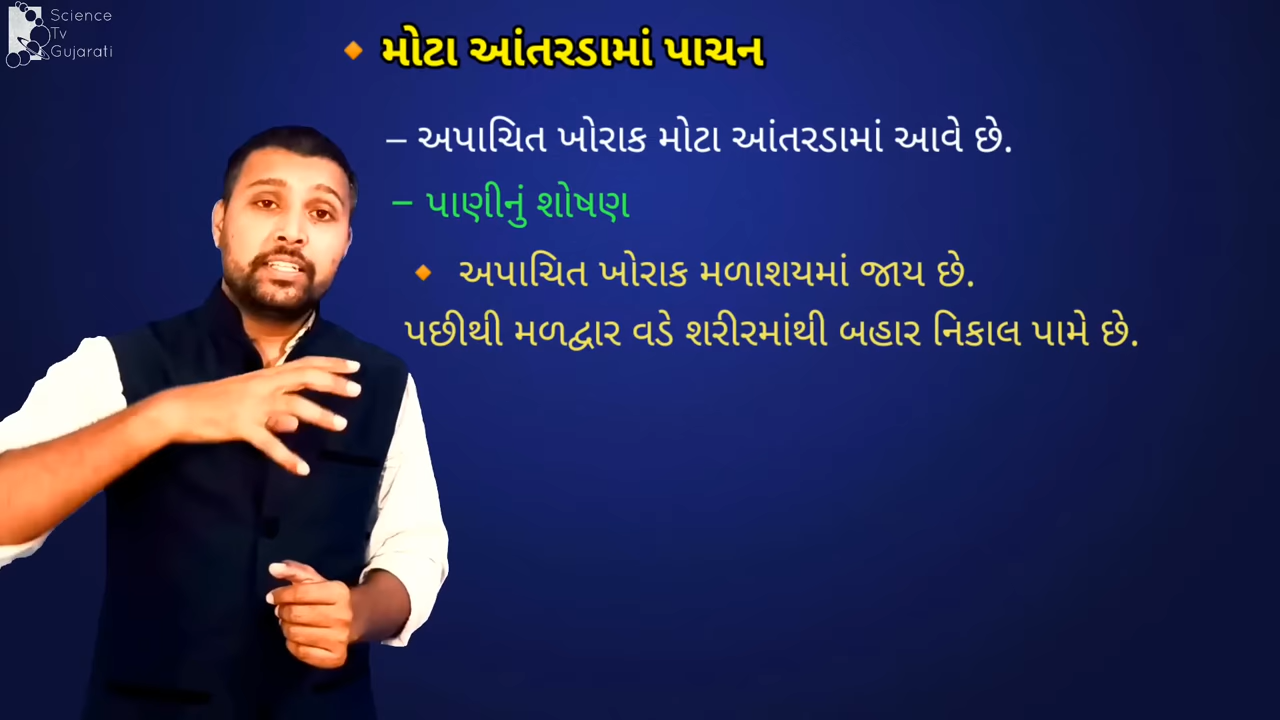 Science
Tv
Gujarati
🔸 મોટા આંતરડામાં પાચન
– અપાચિત ખોરાક મોટા આંતરડામાં આવે છે.
– પાણીનું શોષણ
🔸 અપાચિત ખોરાક મળાશયમાં જાય છે.
પછીથી મળદ્વાર વડે શરીરમાંથી બહાર નિકાલ પામે છે.